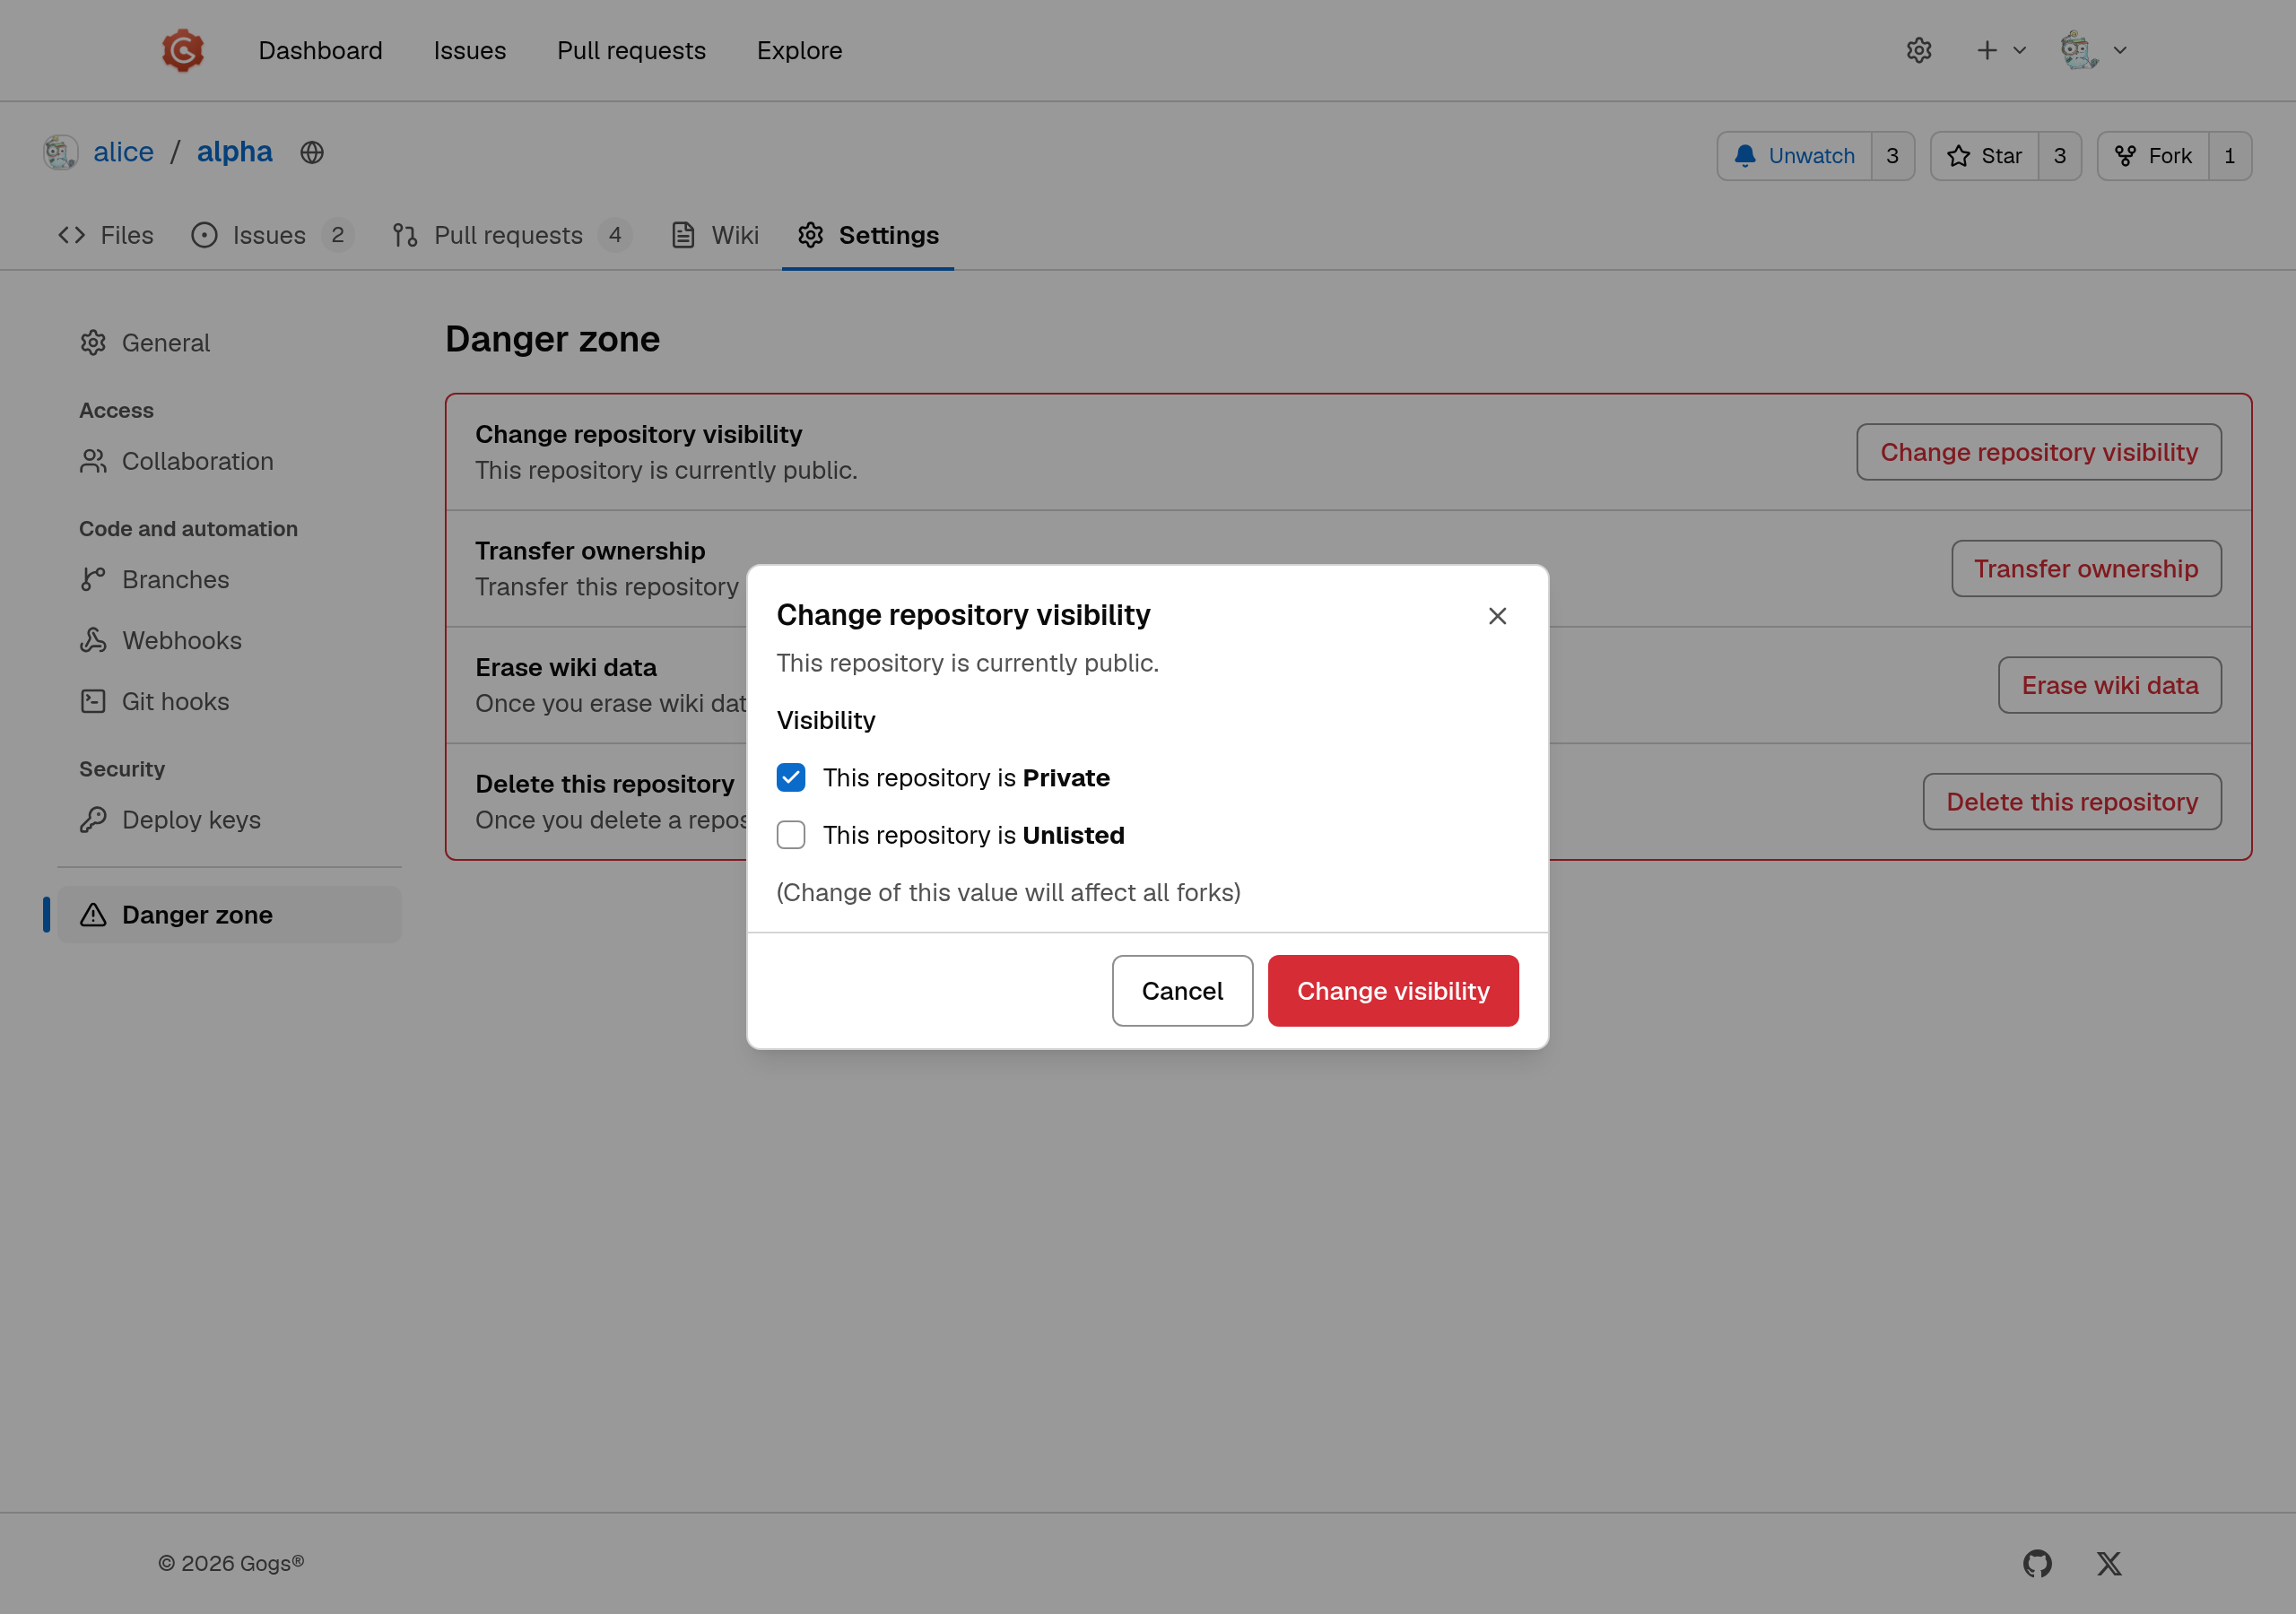 Dashboard Issues Pull requests Explore
alice / alpha
Unwatch 3 Star 3 Fork 1
Files Issues 2 Pull requests 4 Wiki Settings
General
Access
Collaboration
Code and automation
Branches
Webhooks
Git hooks
Security
Deploy keys
Danger zone
Danger zone
Change repository visibility
This repository is currently public.
Change repository visibility
Transfer ownership
Transfer this repository
Transfer ownership
Erase wiki data
Once you erase wiki dat
Erase wiki data
Delete this repository
Once you delete a repos
Delete this repository
Change repository visibility
This repository is currently public.
Visibility
This repository is Private
This repository is Unlisted
(Change of this value will affect all forks)
Cancel Change visibility
© 2026 Gogs®